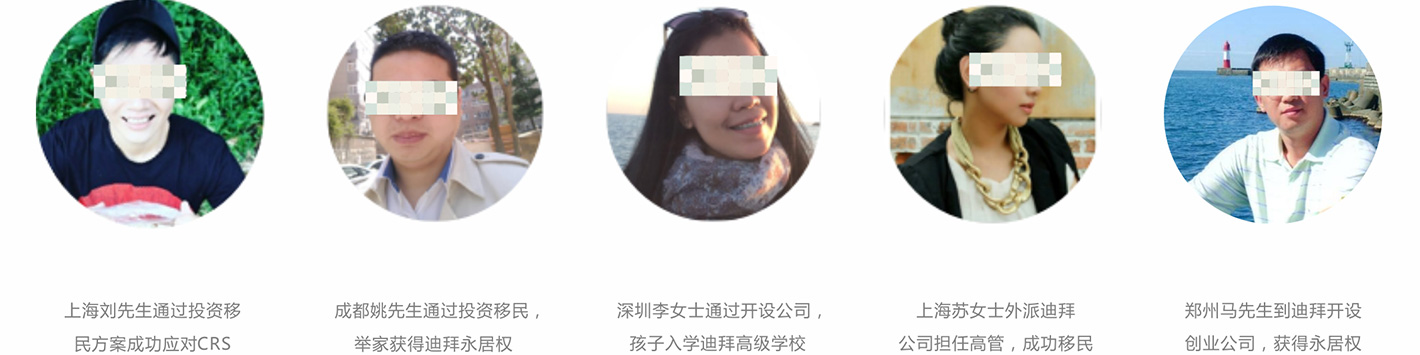 上海刘先生通过投资移
民方案成功应对CRS
成都姚先生通过投资移民，
举家获得迪拜永居权
深圳李女士通过开设公司，
孩子入学迪拜高级学校
上海苏女士外派迪拜
公司担任高管，成功移民
郑州马先生到迪拜开设
创业公司，获得永居权